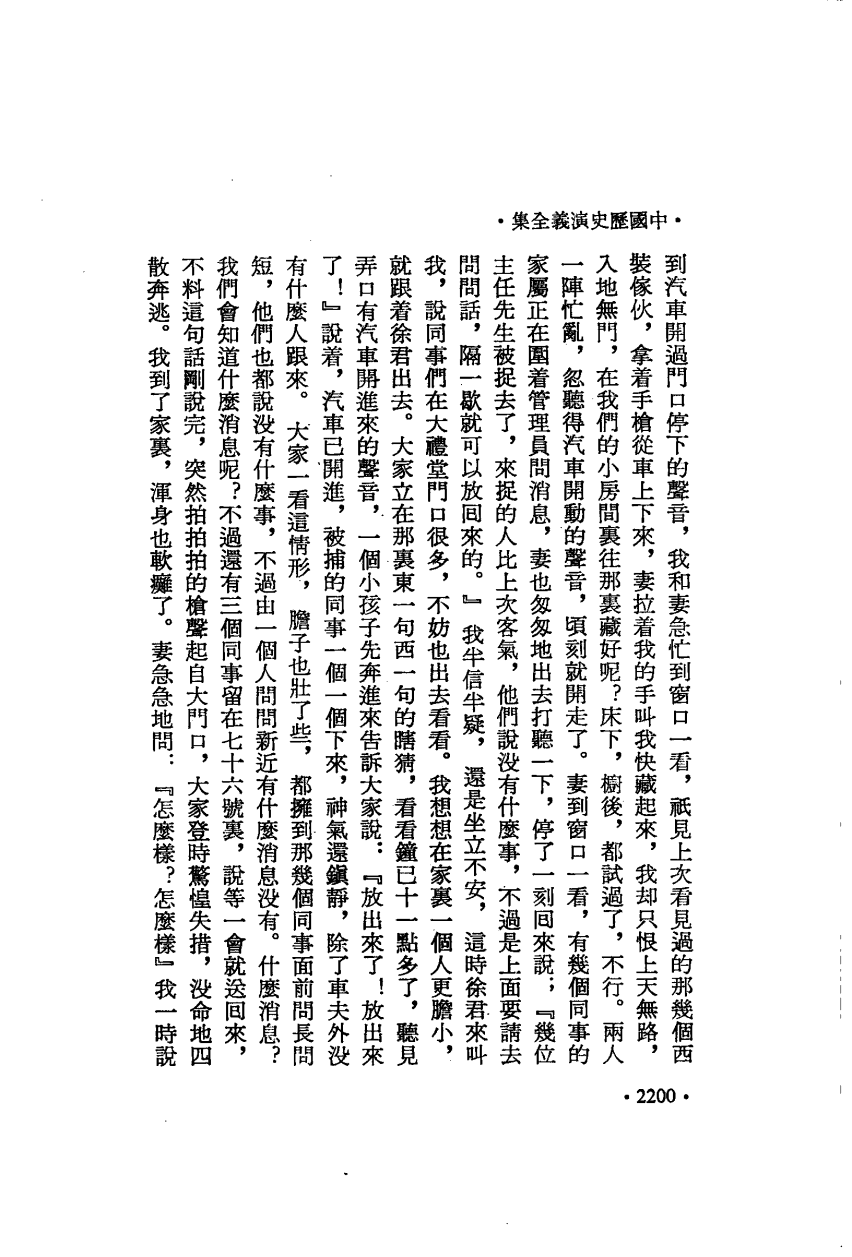 ・中國歷史演義全集・
到汽車開過門口停下的聲音，我和妻急忙到窗口一看，祇見上次看見過的那幾個西
裝傢伙，拿着手槍從車上下來，妻拉着我的手叫我快藏起來，我却只恨上天無路，
入地無門，在我們的小房間裏往那裏藏好呢？床下，櫥後，都試過了，不行。兩人
一陣忙亂，忽聽得汽車開動的聲音，頃刻就開走了。妻到窗口一看，有幾個同事的
家屬正在圍着管理員問消息，妻也匆匆地出去打聽一下，停了一刻回來說；『幾位
主任先生被捉去了，來捉的人比上次客氣，他們說沒有什麼事，不過是上面要請去
問問話，隔一歇就可以放回來的。』我半信半疑，還是坐立不安，這時徐君來叫
我，說同事們在大禮堂門口很多，不妨也出去看看。我想想在家裏一個人更膽小，
就跟着徐君出去。大家立在那裏東一句西一句的瞎猜，看看鐘已十一點多了，聽見
弄口有汽車開進來的聲音，一個小孩子先奔進來告訴大家說：『放出來了！放出來
了！』說着，汽車已開進，被捕的同事一個一個下來，神氣還鎮靜，除了車夫外沒
有什麼人跟來。大家一看這情形，膽子也壯了些，都擁到那幾個同事面前問長問
短，他們也都說沒有什麼事，不過由一個人問問新近有什麼消息沒有。什麼消息？
我們會知道什麼消息呢？不過還有三個同事留在七十六號裏，說等一會就送回來，
不料這句話剛說完，突然拍拍拍的槍聲起自大門口，大家登時驚惶失措，沒命地四
散奔逃。我到了家裏，渾身也軟癱了。妻急急地問：『怎麼樣？怎麼樣』我一時說
・2200・